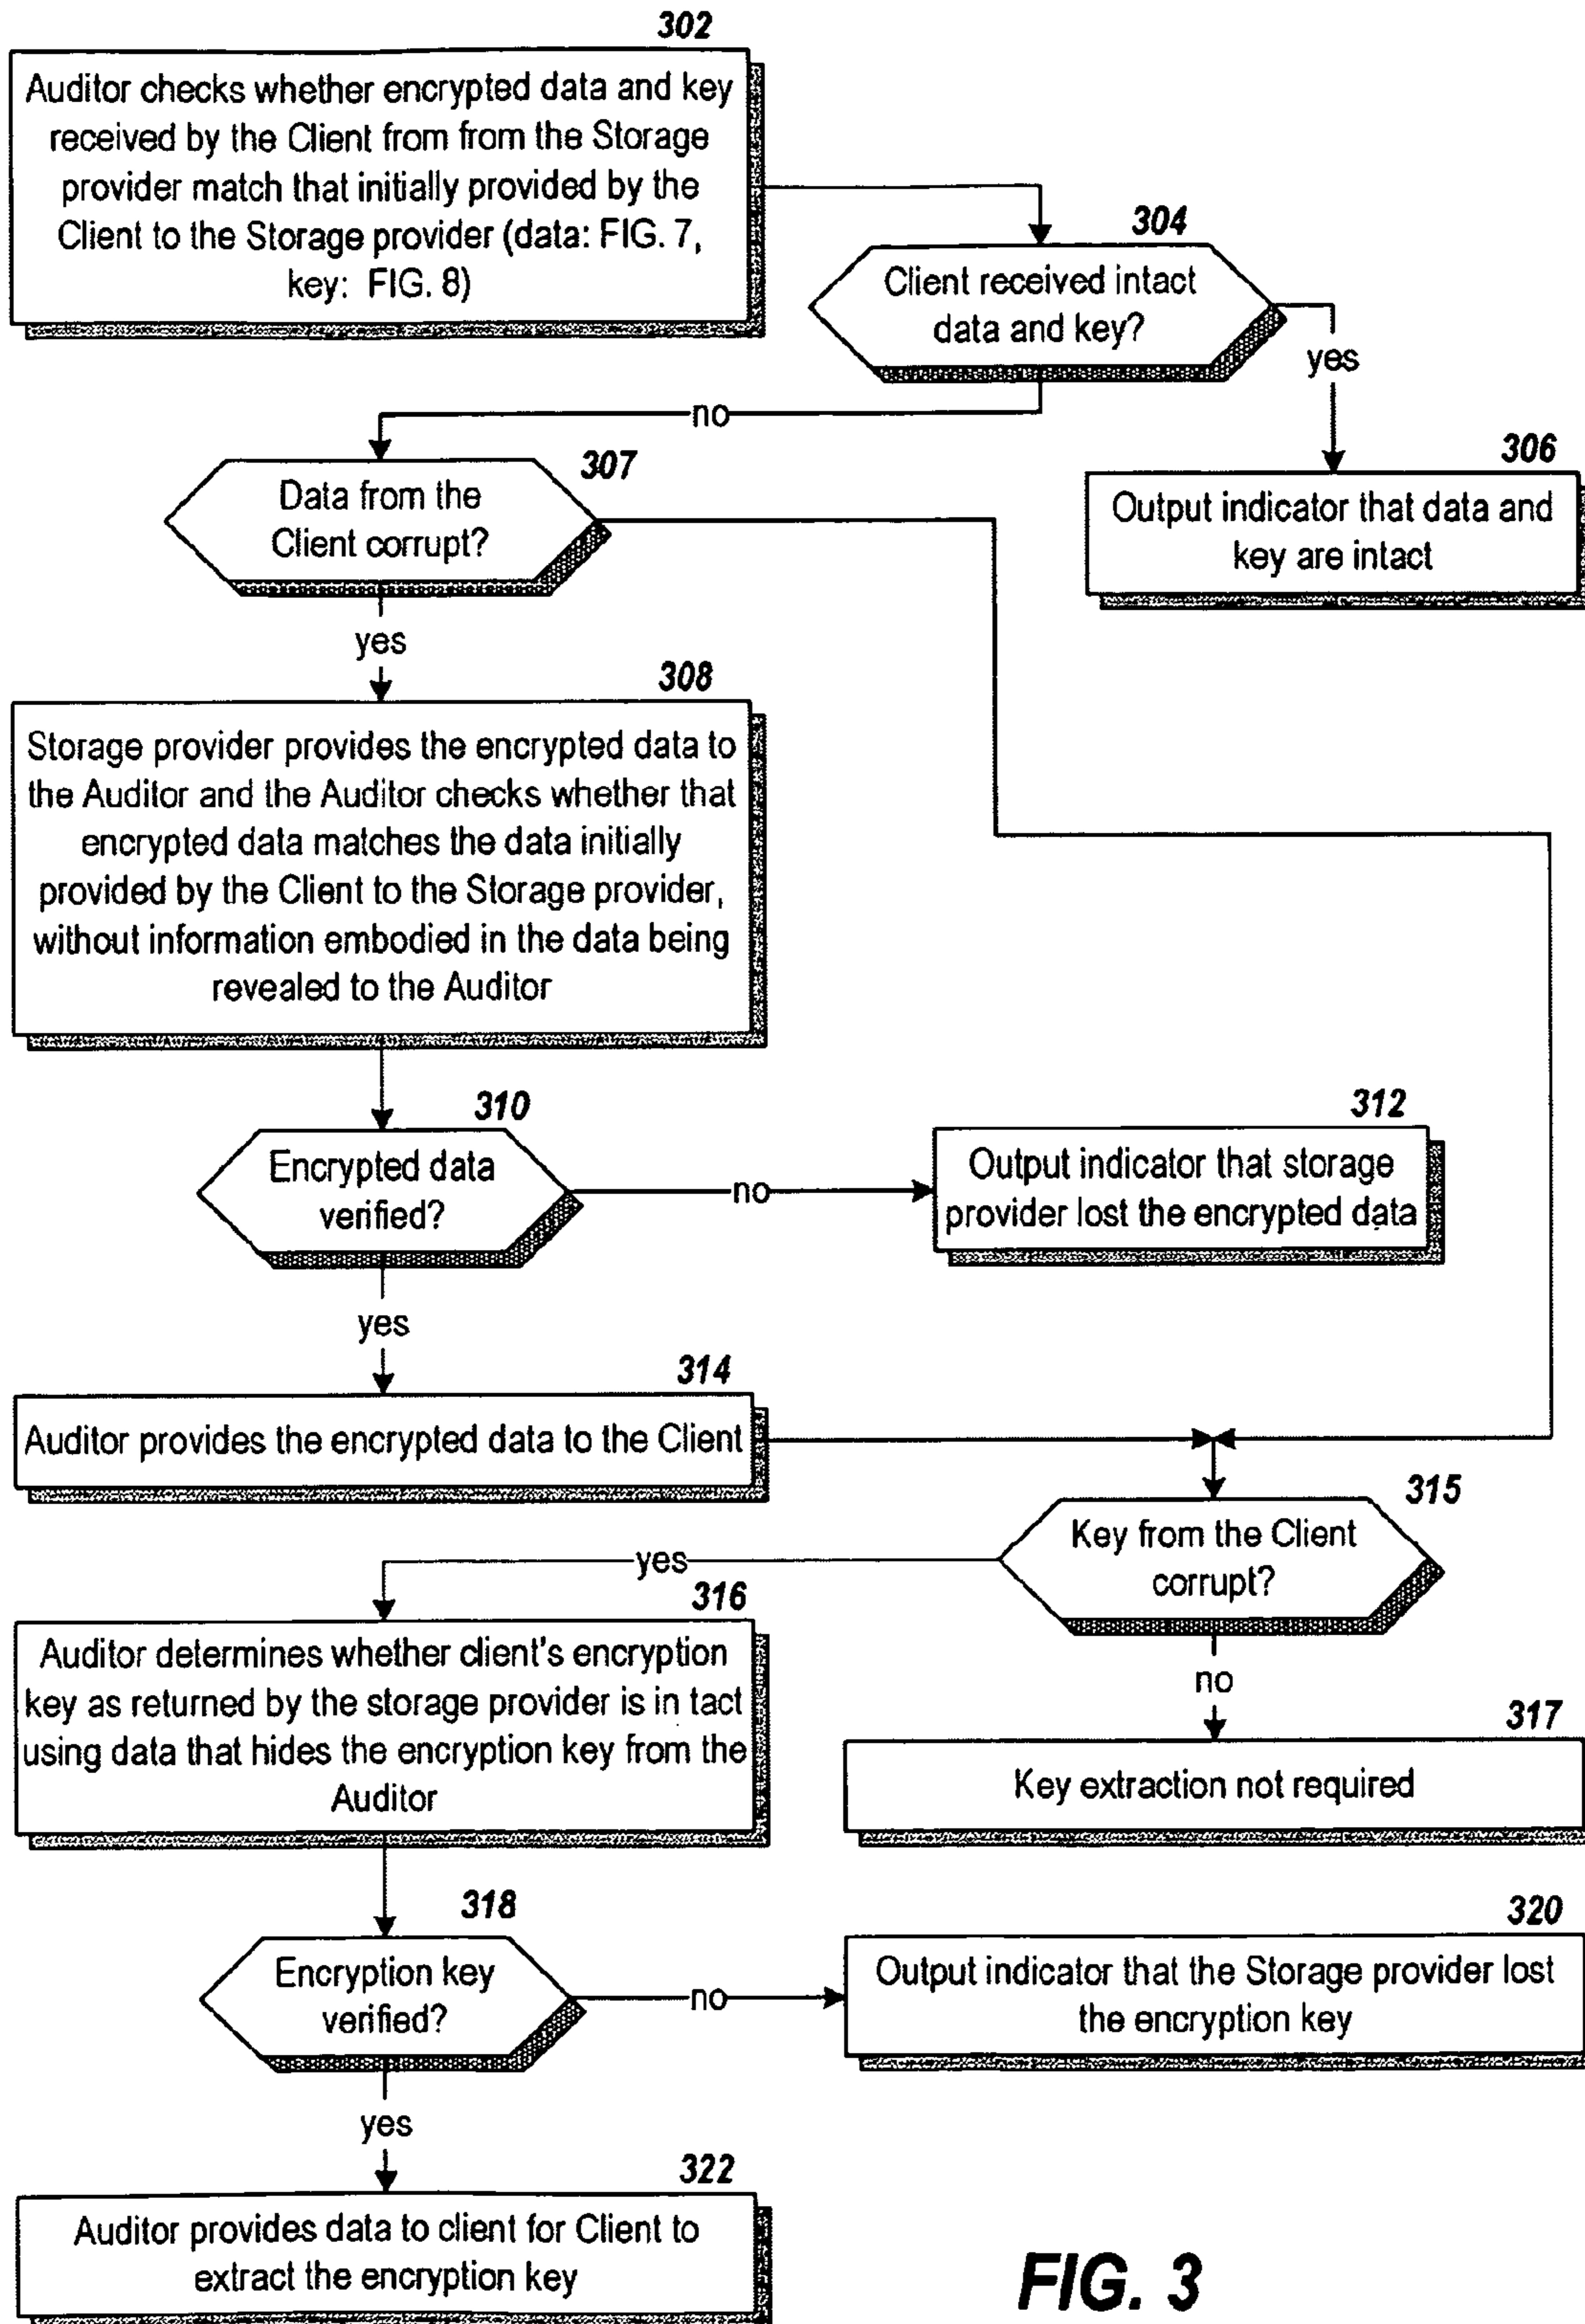 302
Auditor checks whether encrypted data and key
received by the Client from from the Storage
provider match that initially provided by the
Client to the Storage provider (data: FIG. 7,
key: FIG. 8)
304
Client received intact
data and key?
yes
no
306
Output indicator that data and
key are intact
307
Data from the
Client corrupt?
yes
308
Storage provider provides the encrypted data to
the Auditor and the Auditor checks whether that
encrypted data matches the data initially
provided by the Client to the Storage provider,
without information embodied in the data being
revealed to the Auditor
310
Encrypted data
verified?
no
312
Output indicator that storage
provider lost the encrypted data
yes
314
Auditor provides the encrypted data to the Client
315
Key from the Client
corrupt?
yes
316
Auditor determines whether client's encryption
key as returned by the storage provider is in tact
using data that hides the encryption key from the
Auditor
no
317
Key extraction not required
318
Encryption key
verified?
no
320
Output indicator that the Storage provider lost
the encryption key
yes
322
Auditor provides data to client for Client to
extract the encryption key
FIG. 3